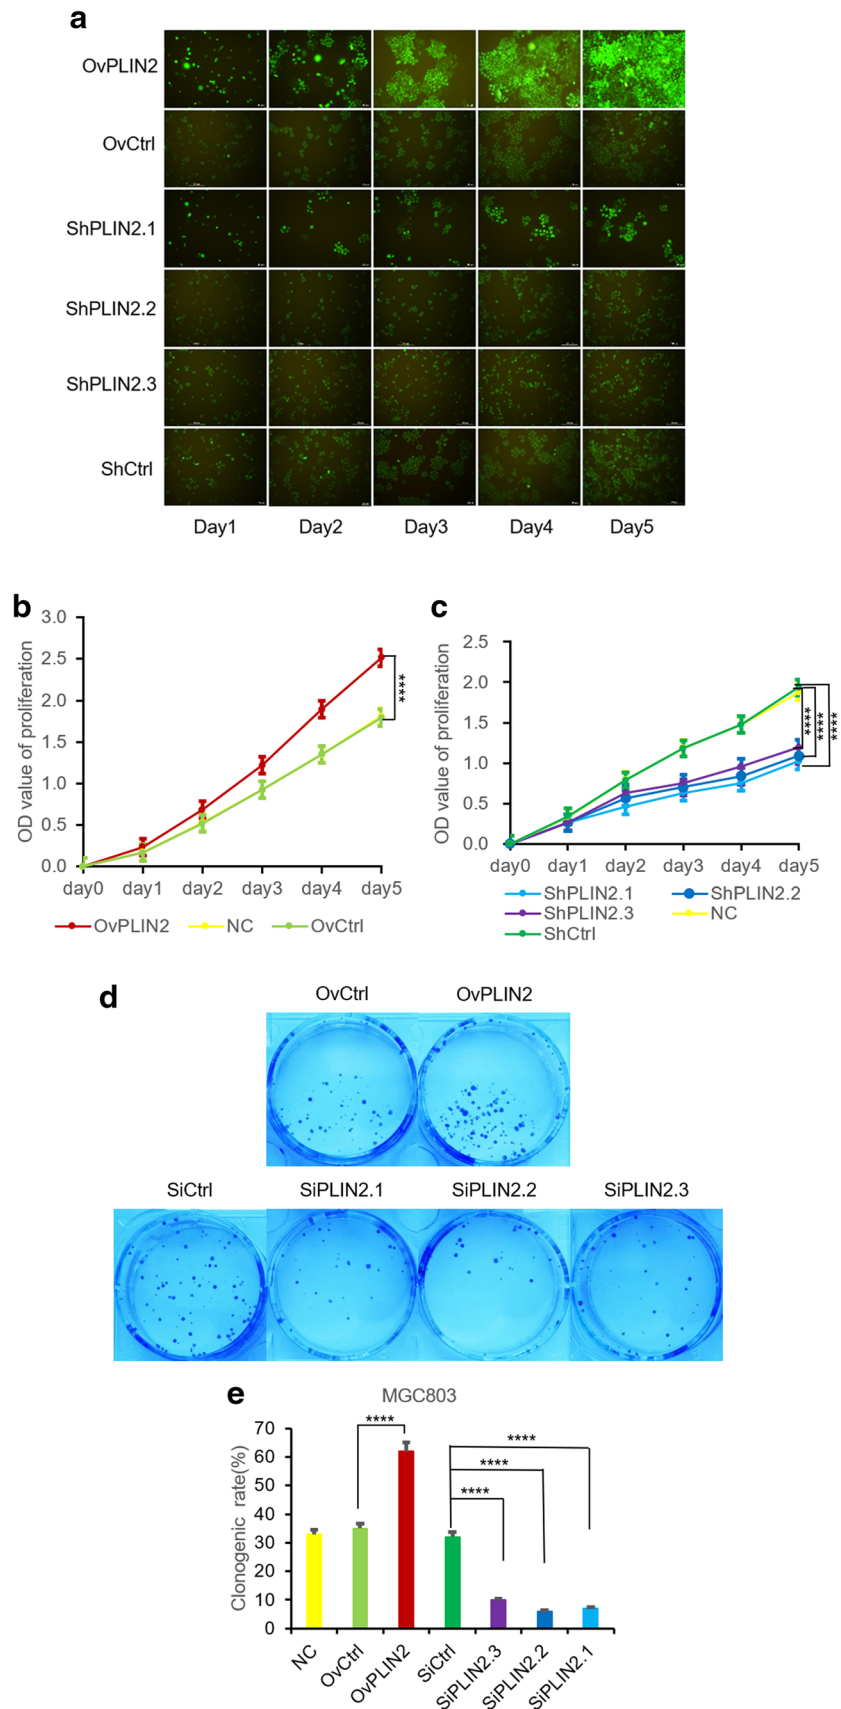 a
OvPLIN2
OvCtrl
ShPLIN2.1
ShPLIN2.2
ShPLIN2.3
ShCtrl
Day1 Day2 Day3 Day4 Day5
b
OD value of proliferation
3.0
2.5
2.0
1.5
1.0
0.5
0.0
****
day0 day1 day2 day3 day4 day5
OvPLIN2 NC OvCtrl
c
OD value of proliferation
2.5
2.0
1.5
1.0
0.5
0.0
****
****
****
day0 day1 day2 day3 day4 day5
ShPLIN2.1 ShPLIN2.2
ShPLIN2.3 NC
ShCtrl
d
OvCtrl OvPLIN2
SiCtrl SiPLIN2.1 SiPLIN2.2 SiPLIN2.3
e
MGC803
Clonogenic rate(%)
70
60
50
40
30
20
10
0
****
****
****
****
NC OvCtrl OvPLIN2 SiCtrl SiPLIN2.3 SiPLIN2.2 SiPLIN2.1